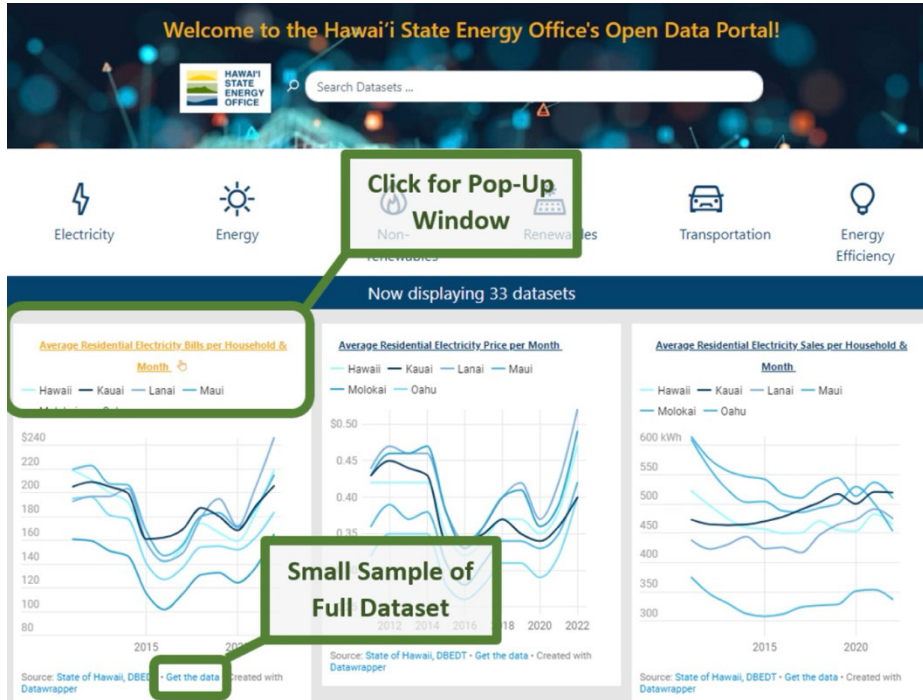 Welcome to the Hawai‘i State Energy Office's Open Data Portal!
HAWAI‘I
STATE
ENERGY
OFFICE
Search Datasets ...
Click for Pop-Up
Window
Electricity
Energy
Non-
renewables
Renewables
Transportation
Energy
Efficiency
Now displaying 33 datasets
Average Residential Electricity Bills per Household &
Month
Hawaii Kauai Lanai Maui
$240
220
200
180
160
140
120
100
80
2015
Average Residential Electricity Price per Month
Hawaii Kauai Lanai Maui
Molokai Oahu
$0.50
0.45
0.40
0.35
2012 2014 2016 2018 2020 2022
Average Residential Electricity Sales per Household &
Month
Hawaii Kauai Lanai Maui
Molokai Oahu
600 kWh
550
500
450
400
350
300
2015 2020
Small Sample of
Full Dataset
Source: State of Hawaii, DBEDT • Get the data • Created with
Datawrapper
Source: State of Hawaii, DBEDT • Get the data • Created with
Datawrapper
Source: State of Hawaii, DBEDT • Get the data • Created with
Datawrapper